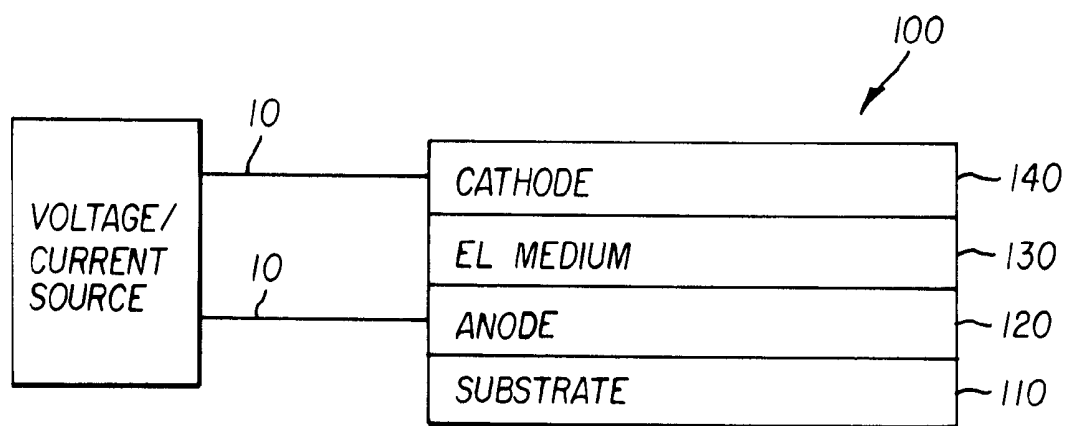 100
10
CATHODE
140
VOLTAGE/
CURRENT
SOURCE
EL MEDIUM
130
10
ANODE
120
SUBSTRATE
110